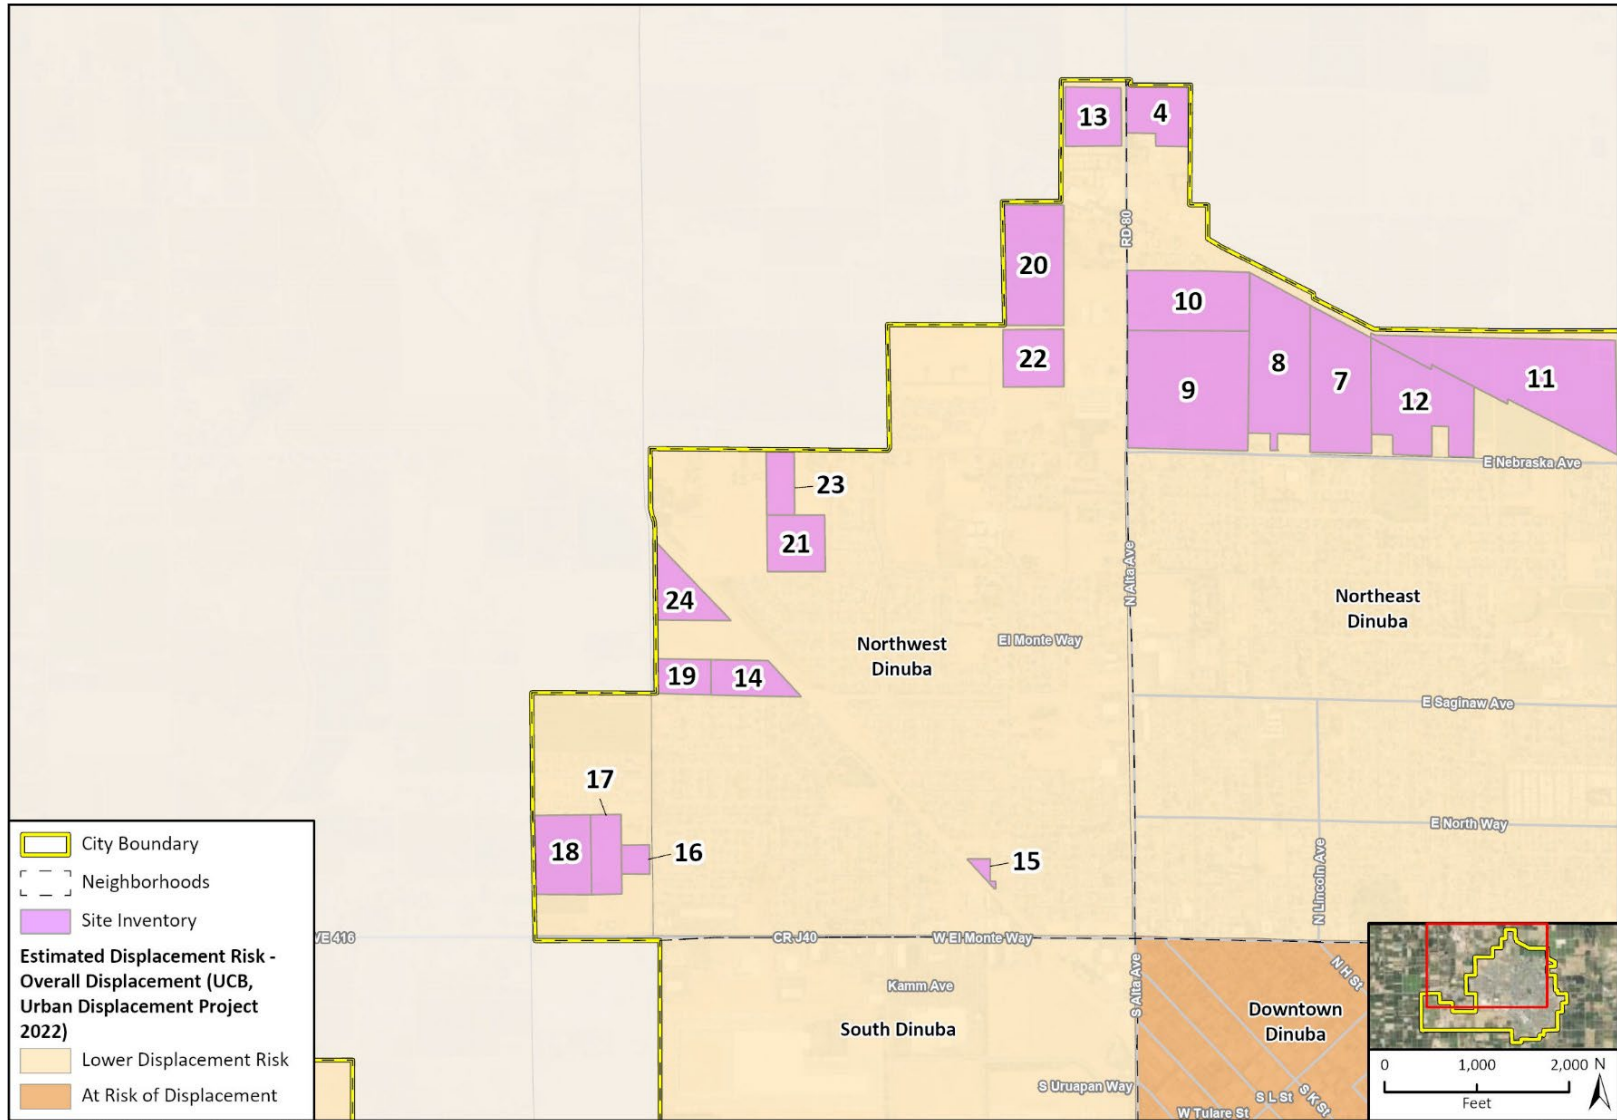 13
4
RD 80
20
10
22
8
7
11
9
12
E Nebraska Ave
23
21
N Alta Ave
24
Northeast
Dinuba
El Monte Way
Northwest
Dinuba
19
14
E Saginaw Ave
17
E North Way
18
16
15
N Lincoln Ave
VE 416
CR J40
W El Monte Way
N H St
S Alta Ave
Kamm Ave
South Dinuba
Downtown
Dinuba
S Uruapan Way
S L St
S K St
W Tulare St
City Boundary
Neighborhoods
Site Inventory
Estimated Displacement Risk -
Overall Displacement (UCB,
Urban Displacement Project
2022)
Lower Displacement Risk
At Risk of Displacement
0 1,000 2,000 N
Feet